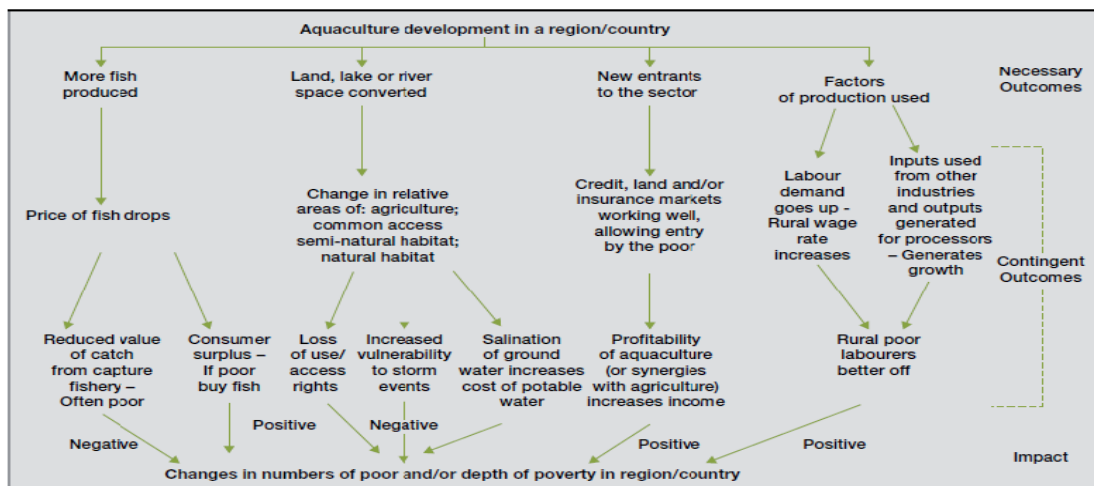 Aquaculture development in a region/country
More fish
produced
Land, lake or river
space converted
New entrants
to the sector
Factors
of production used
Necessary
Outcomes
Price of fish drops
Change in relative
areas of: agriculture;
common access
semi-natural habitat;
natural habitat
Credit, land and/or
insurance markets
working well,
allowing entry
by the poor
Labour
demand
goes up -
Rural wage
rate
increases
Inputs used
from other
industries
and outputs
generated
for processors
– Generates
growth
Contingent
Outcomes
Reduced value
of catch
from capture
fishery –
Often poor
Consumer
surplus –
If poor
buy fish
Loss
of use/
access
rights
Increased
vulnerability
to storm
events
Salination
of ground
water increases
cost of potable
water
Profitability
of aquaculture
(or synergies
with agriculture)
increases income
Rural poor
labourers
better off
Negative
Positive
Negative
Positive
Positive
Impact
Changes in numbers of poor and/or depth of poverty in region/country